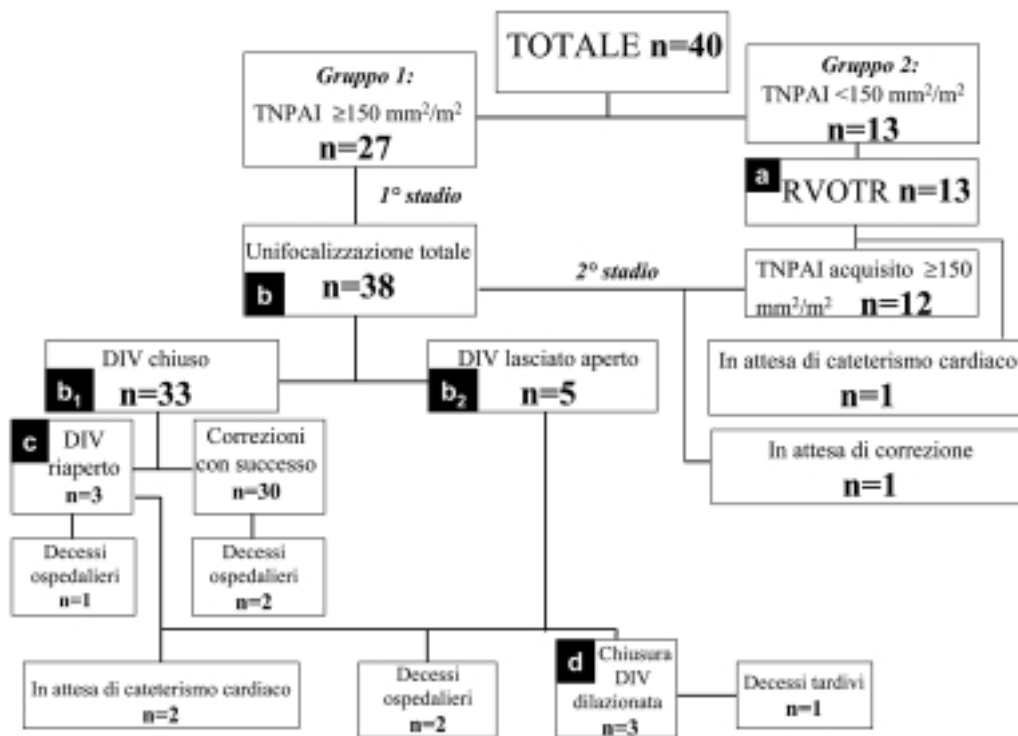 TOTALE n=40
Gruppo 1:
TNPAI ≥150 mm²/m²
n=27
Gruppo 2:
TNPAI <150 mm²/m²
n=13
a
RVOTR n=13
1° stadio
Unifocalizzazione totale
b
n=38
2° stadio
TNPAI acquisito ≥150
mm²/m² n=12
DIV chiuso
b₁
n=33
DIV lasciato aperto
b₂
n=5
In attesa di cateterismo cardiaco
n=1
c
DIV
riaperto
n=3
Correzioni
con successo
n=30
In attesa di correzione
n=1
Decessi
ospedalieri
n=1
Decessi
ospedalieri
n=2
In attesa di cateterismo cardiaco
n=2
Decessi
ospedalieri
n=2
d
Chiusura
DIV
dilazionata
n=3
Decessi tardivi
n=1